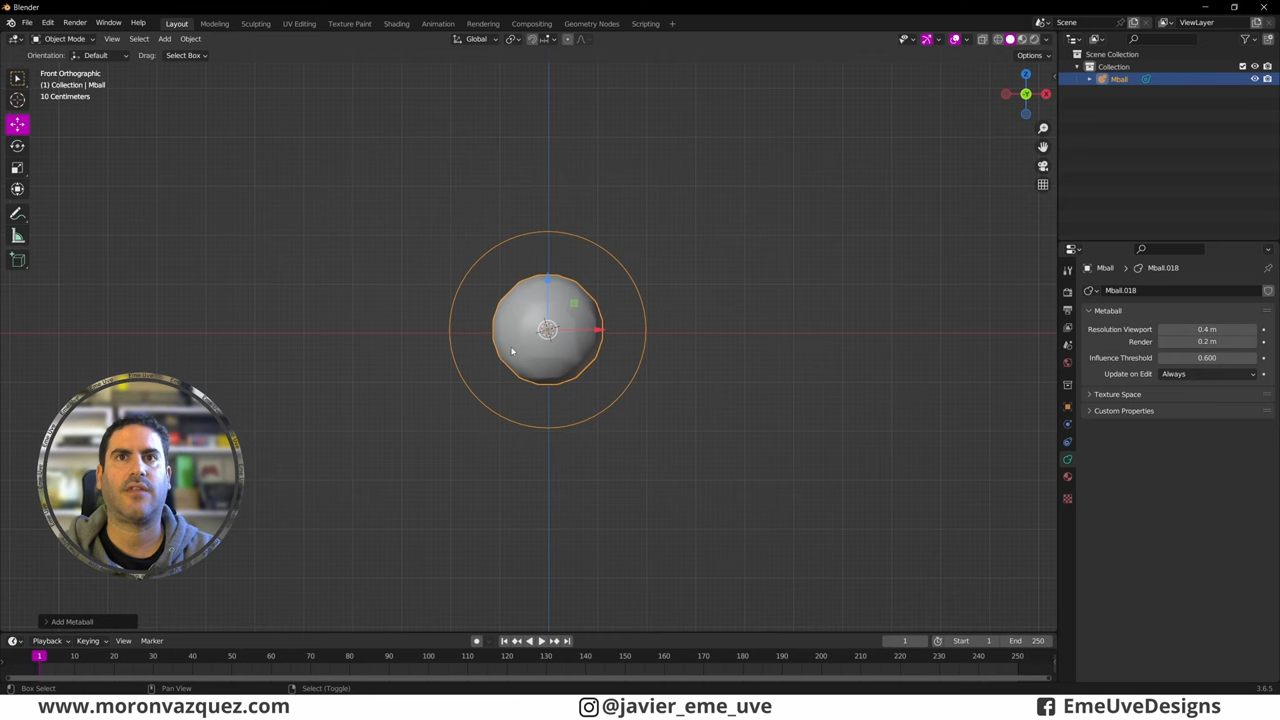 Blender
File Edit Render Window Help
Layout Modeling Sculpting UV Editing Texture Paint Shading Animation Rendering Compositing Geometry Nodes Scripting +
Scene
ViewLayer
Object Mode View Select Add Object
Global
Orientation: Default Drag: Select Box
Options
Front Orthographic
(1) Collection | Mball
10 Centimeters
Z
-Y
X
Scene Collection
Collection
Mball
Mball > Mball.018
Mball.018
Metaball
Resolution Viewport 0.4 m
Render 0.2 m
Influence Threshold 0.600
Update on Edit Always
Texture Space
Custom Properties
> Add Metaball
Playback Keying View Marker
1 Start 1 End 250
1 10 20 30 40 50 60 70 80 90 100 110 120 130 140 150 160 170 180 190 200 210 220 230 240 250
Box Select Pan View Select (Toggle) 3.6.5
www.moronvazquez.com @javier_eme_uve EmeUveDesigns